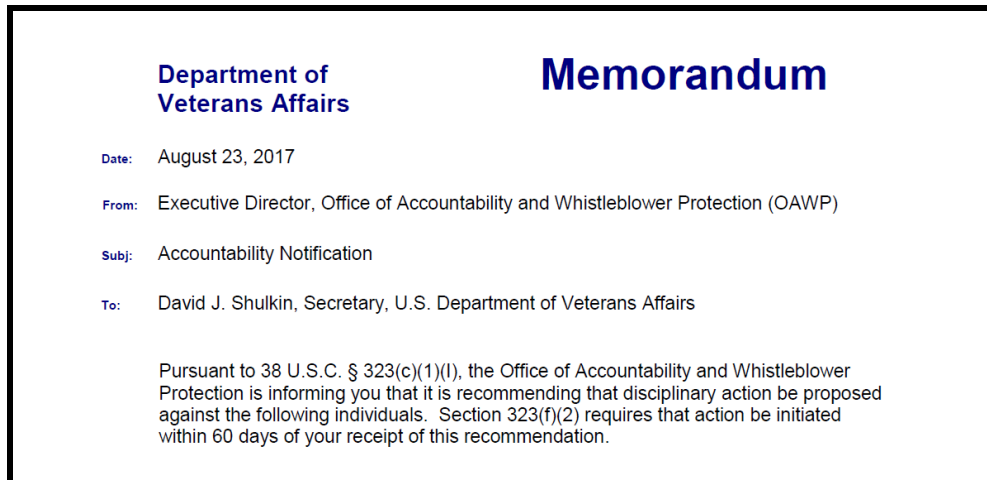 Department of
Veterans Affairs
Memorandum
Date: August 23, 2017
From: Executive Director, Office of Accountability and Whistleblower Protection (OAWP)
Subj: Accountability Notification
To: David J. Shulkin, Secretary, U.S. Department of Veterans Affairs
Pursuant to 38 U.S.C. § 323(c)(1)(I), the Office of Accountability and Whistleblower
Protection is informing you that it is recommending that disciplinary action be proposed
against the following individuals.  Section 323(f)(2) requires that action be initiated
within 60 days of your receipt of this recommendation.